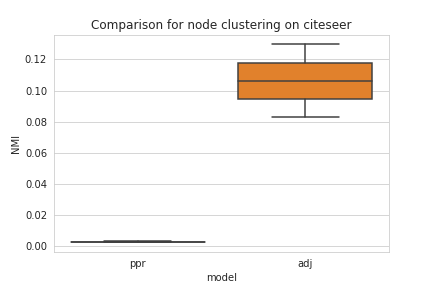 Comparison for node clustering on citeseer
0.12
0.10
0.08
0.06
0.04
0.02
0.00
NMI
ppr adj
model